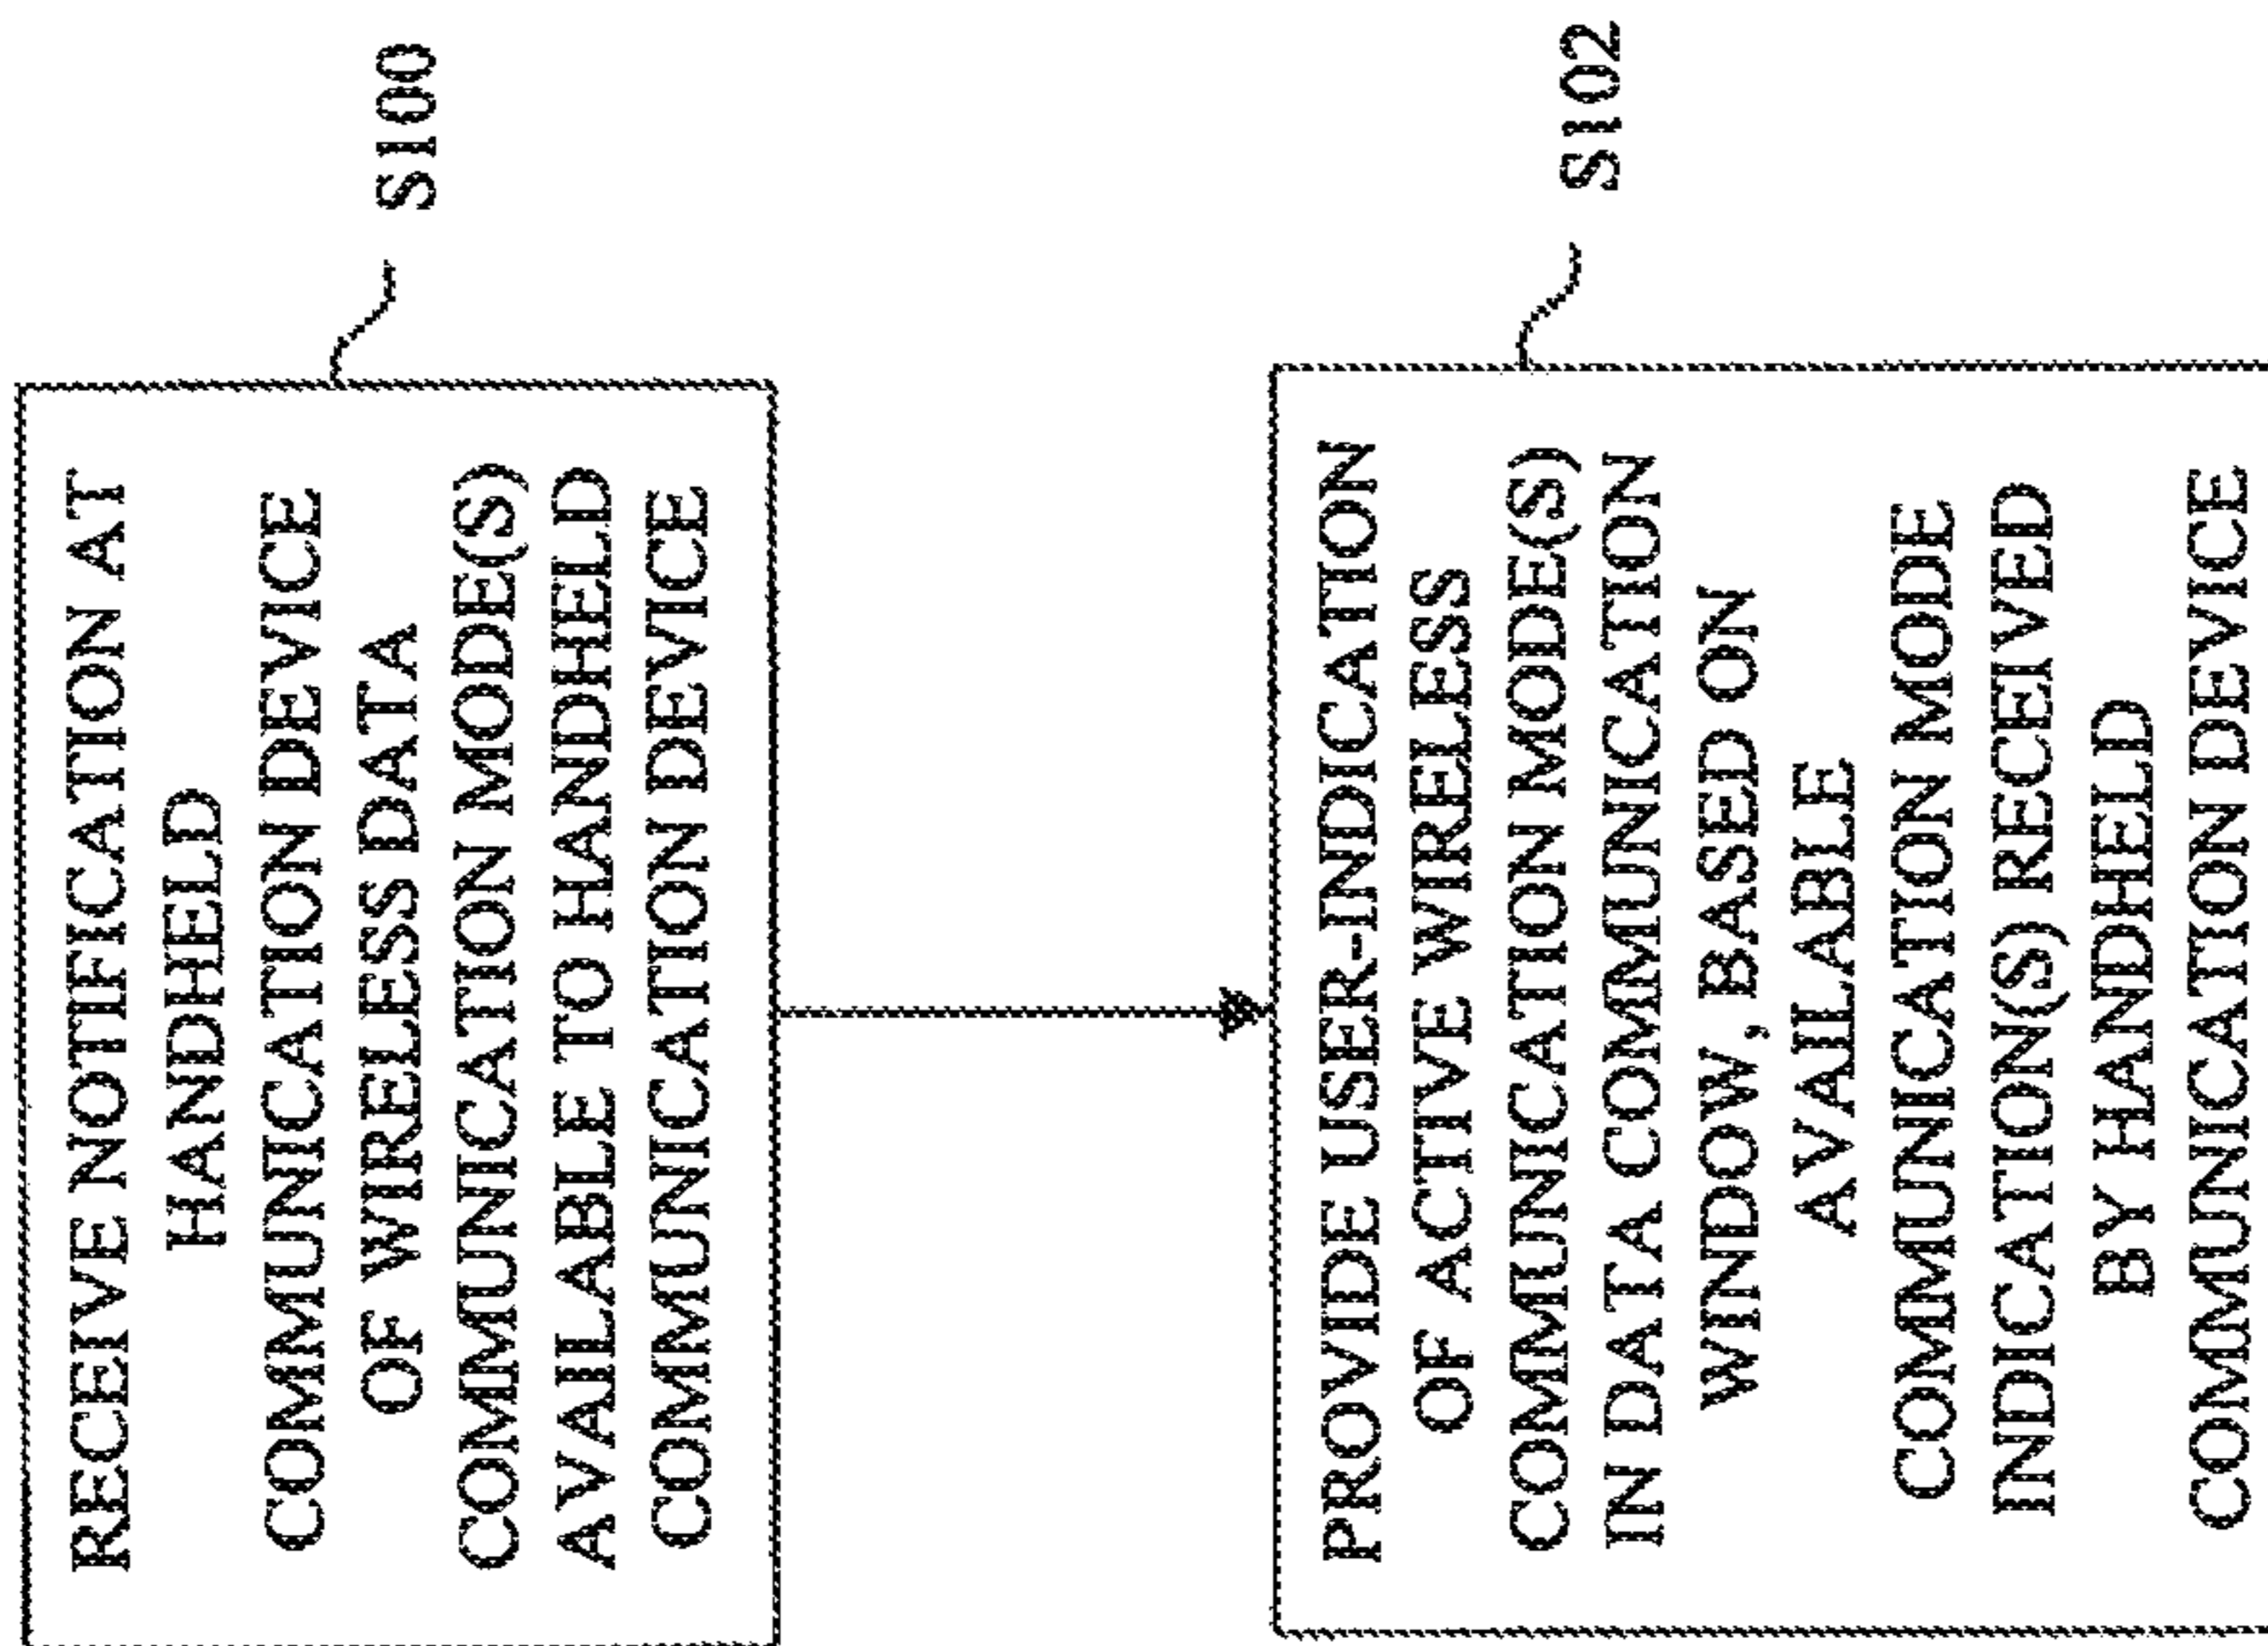 RECEIVE NOTIFICATION AT
HANDHELD
COMMUNICATION DEVICE
OF WIRELESS DATA
COMMUNICATION MODE(S)
AVAILABLE TO HANDHELD
COMMUNICATION DEVICE
S100
PROVIDE USER-INDICATION
OF ACTIVE WIRELESS
COMMUNICATION MODE(S)
IN DATA COMMUNICATION
WINDOW, BASED ON
AVAILABLE
COMMUNICATION MODE
INDICATION(S) RECEIVED
BY HANDHELD
COMMUNICATION DEVICE
S102